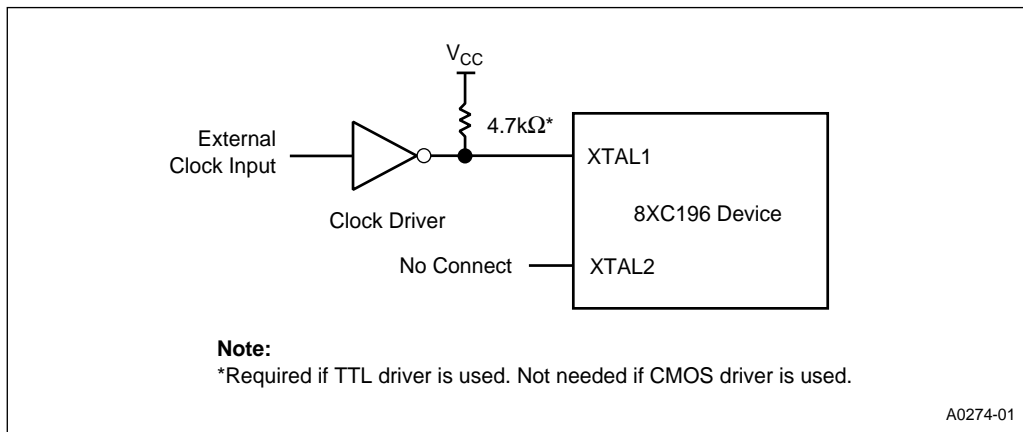 V_CC
4.7kΩ*
External
Clock Input
XTAL1
8XC196 Device
Clock Driver
No Connect
XTAL2
Note:
*Required if TTL driver is used. Not needed if CMOS driver is used.
A0274-01